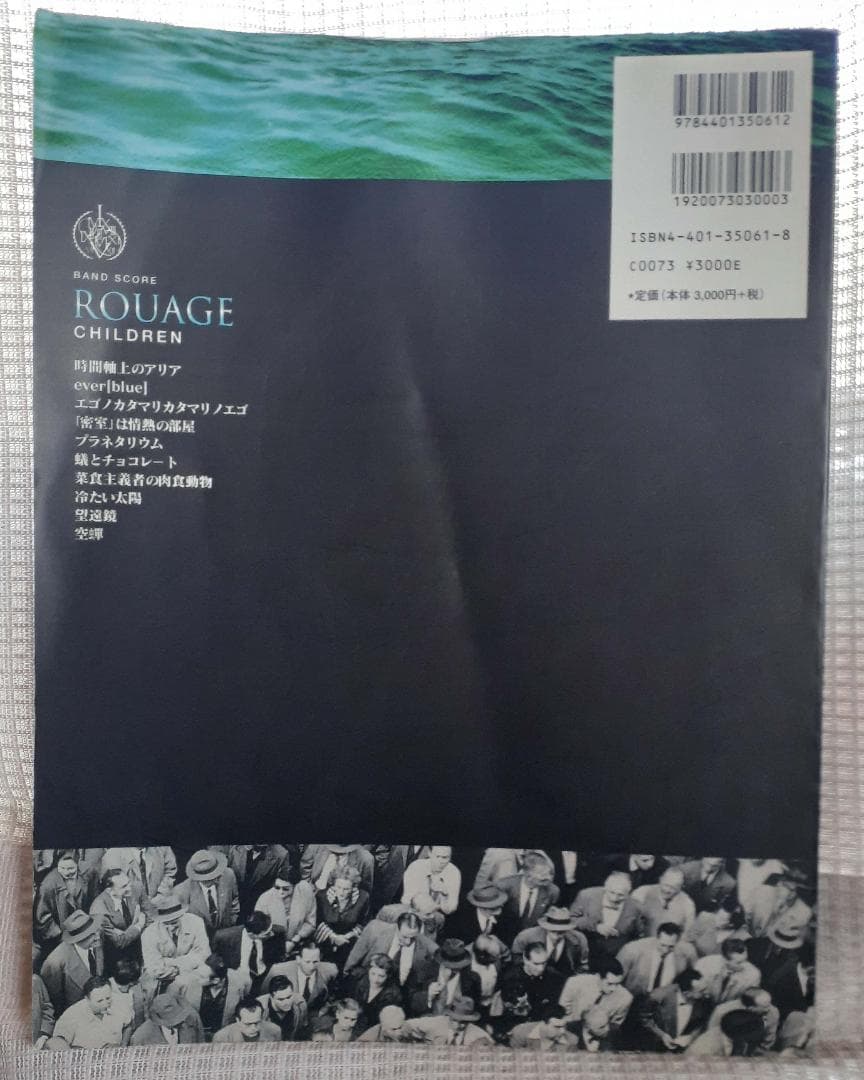 9784401350612
1920073030003
ISBN4-401-35061-8
C0073 ¥3000E
*定価(本体 3,000円+税)
BAND SCORE
ROUAGE
CHILDREN
時間軸上のアリア
ever[blue]
エゴノカタマリカタマリノエゴ
「密室」は情熱の部屋
プラネタリウム
蟻とチョコレート
菜食主義者の肉食動物
冷たい太陽
望遠鏡
空蟬